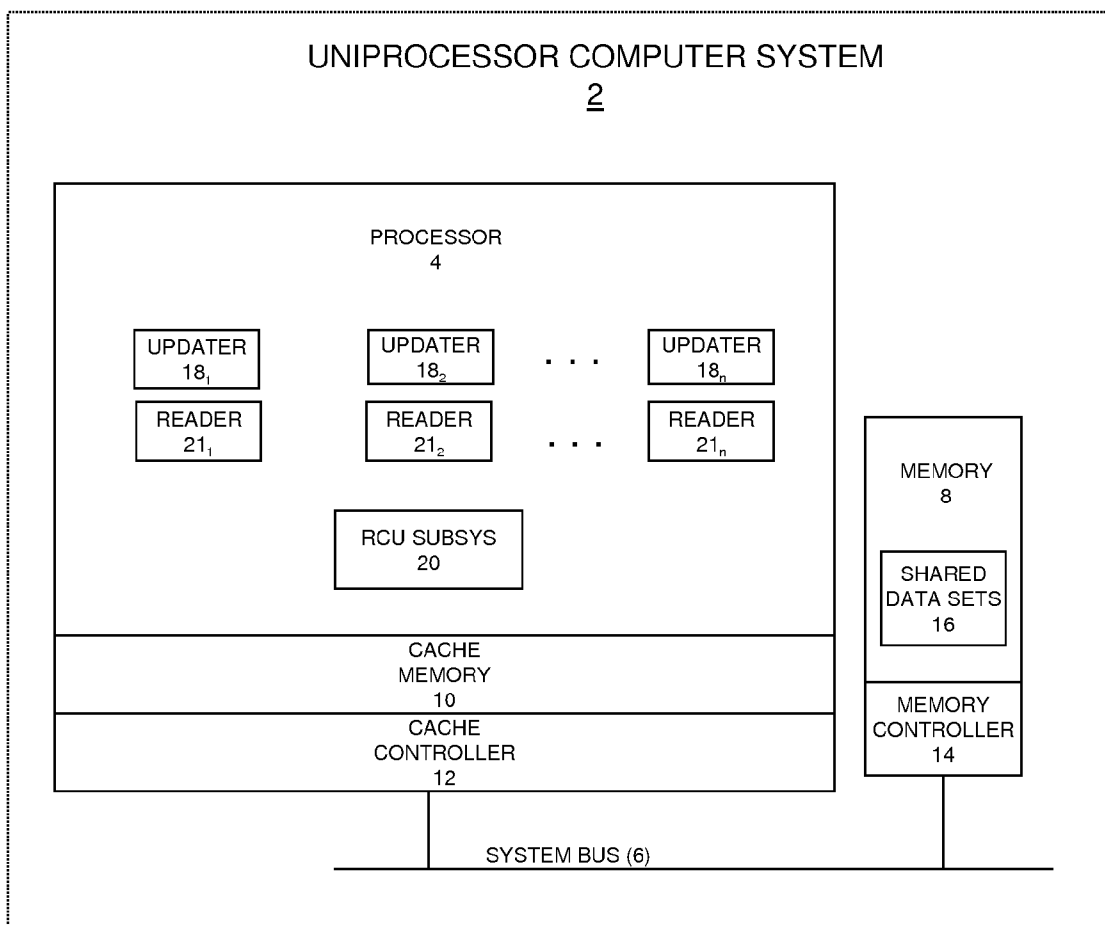 UNIPROCESSOR COMPUTER SYSTEM
2
PROCESSOR
4
UPDATER
18₁
UPDATER
18₂
. . .
UPDATER
18ₙ
READER
21₁
READER
21₂
. . .
READER
21ₙ
RCU SUBSYS
20
CACHE
MEMORY
10
CACHE
CONTROLLER
12
MEMORY
8
SHARED
DATA SETS
16
MEMORY
CONTROLLER
14
SYSTEM BUS (6)